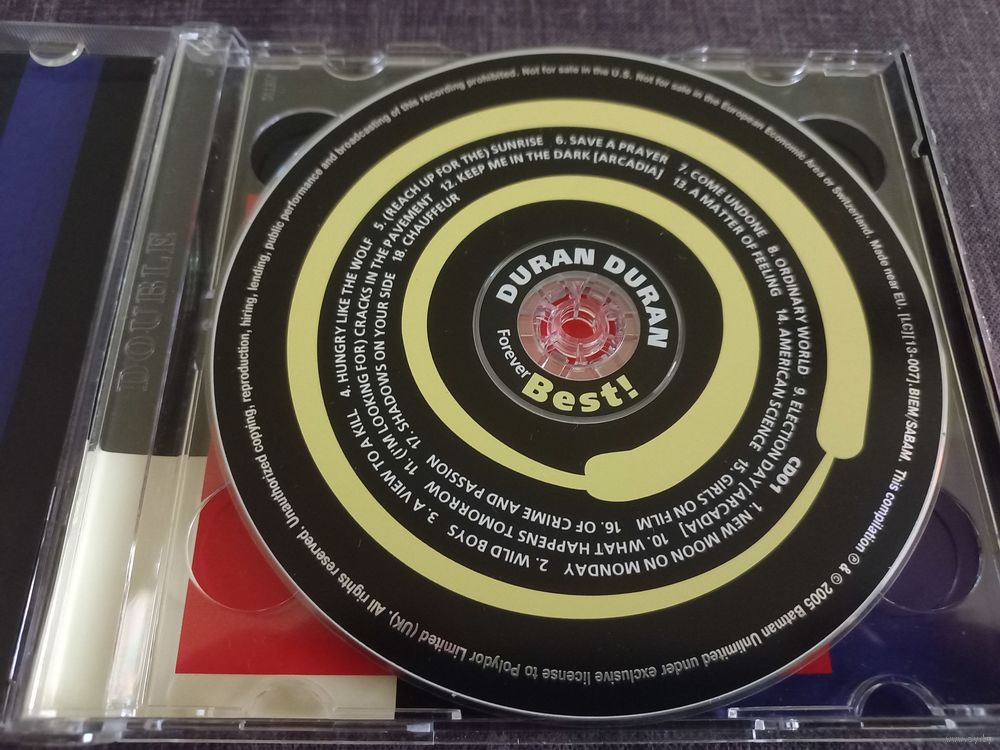 DURAN DURAN
Forever
Best!
CD01
1. NEW MOON ON MONDAY 2. WILD BOYS 3. A VIEW TO A KILL 4. HUNGRY LIKE THE WOLF 5. (REACH UP FOR THE) SUNRISE 6. SAVE A PRAYER 7. COME UNDONE 8. ORDINARY WORLD 9. ELECTION DAY [ARCADIA]
10. WHAT HAPPENS TOMORROW 11. (I'M LOOKING FOR) CRACKS IN THE PAVEMENT 12. KEEP ME IN THE DARK [ARCADIA] 13. A MATTER OF FEELING 14. AMERICAN SCIENCE 15. GIRLS ON FILM
16. OF CRIME AND PASSION 17. SHADOWS ON YOUR SIDE 18. CHAUFFEUR
This compilation ℗ & © 2005 Batman Unlimited under exclusive license to Polydor Limited (UK). All rights reserved. Unauthorized copying, reproduction, hiring, lending, public performance and broadcasting of this recording prohibited. Not for sale in the U.S. Not for sale in the European Economic Area or Switzerland. Made near EU. [LC][13-007]. BIEM/SABAM.
DOUBLE